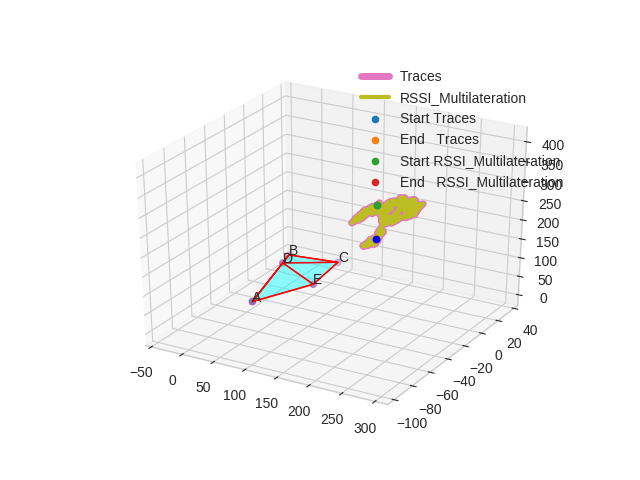 Traces
RSSI_Multilateration
Start Traces
End Traces
Start RSSI_Multilateration
End RSSI_Multilateration
400
350
300
250
200
150
100
50
0
B
D
C
E
A
40
20
0
−20
−40
−60
−80
−100
−50
0
50
100
150
200
250
300